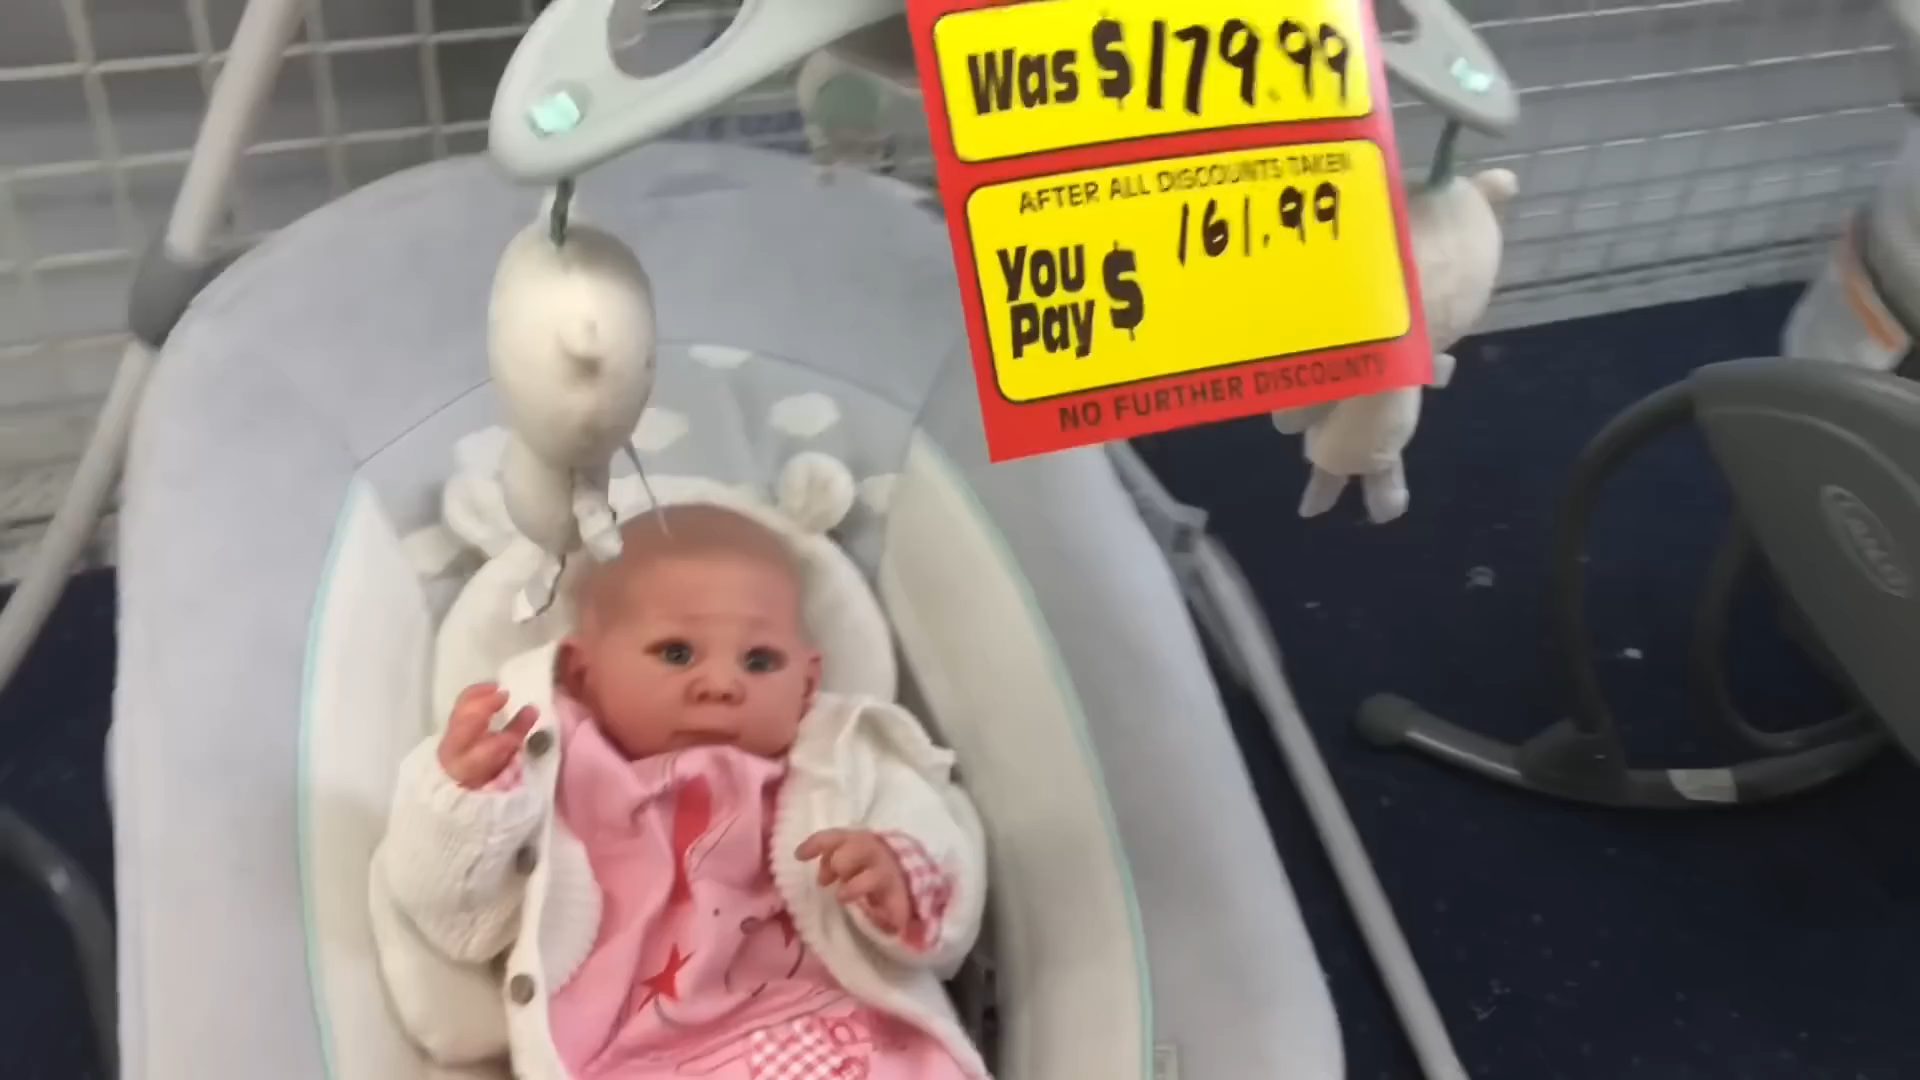 Was $179.99
AFTER ALL DISCOUNTS TAKEN
You Pay $ 161.99
NO FURTHER DISCOUNTS